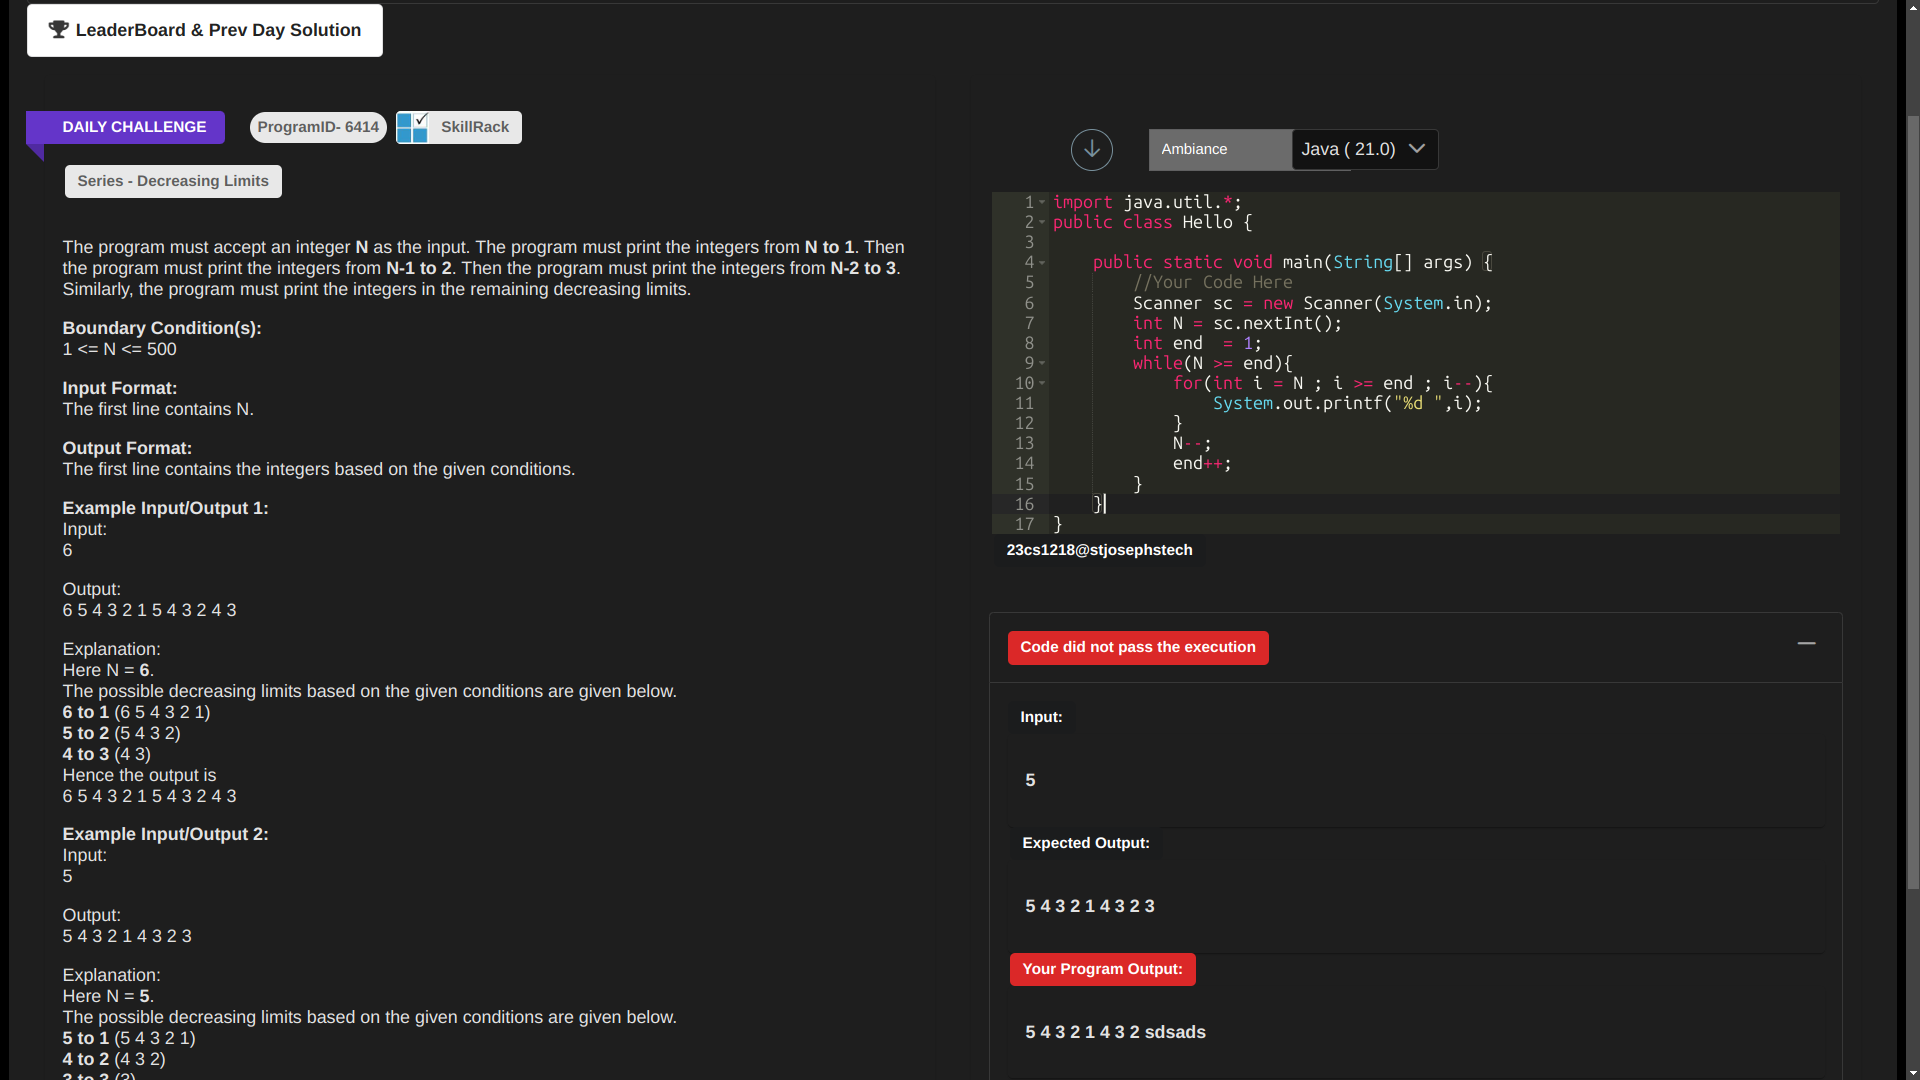 LeaderBoard & Prev Day Solution
DAILY CHALLENGE
ProgramID- 6414
SkillRack
Series - Decreasing Limits
The program must accept an integer N as the input. The program must print the integers from N to 1. Then
the program must print the integers from N-1 to 2. Then the program must print the integers from N-2 to 3.
Similarly, the program must print the integers in the remaining decreasing limits.
Boundary Condition(s):
1 <= N <= 500
Input Format:
The first line contains N.
Output Format:
The first line contains the integers based on the given conditions.
Example Input/Output 1:
Input:
6
Output:
6 5 4 3 2 1 5 4 3 2 4 3
Explanation:
Here N = 6.
The possible decreasing limits based on the given conditions are given below.
6 to 1 (6 5 4 3 2 1)
5 to 2 (5 4 3 2)
4 to 3 (4 3)
Hence the output is
6 5 4 3 2 1 5 4 3 2 4 3
Example Input/Output 2:
Input:
5
Output:
5 4 3 2 1 4 3 2 3
Explanation:
Here N = 5.
The possible decreasing limits based on the given conditions are given below.
5 to 1 (5 4 3 2 1)
4 to 2 (4 3 2)
3 to 3 (3)
Ambiance
Java ( 21.0)
1 import java.util.*;
2 public class Hello {
3
4     public static void main(String[] args) {
5         //Your Code Here
6         Scanner sc = new Scanner(System.in);
7         int N = sc.nextInt();
8         int end  = 1;
9         while(N >= end){
10             for(int i = N ; i >= end ; i--){
11                 System.out.printf("%d ",i);
12             }
13             N--;
14             end++;
15         }
16     }
17 }
23cs1218@stjosephstech
Code did not pass the execution
Input:
5
Expected Output:
5 4 3 2 1 4 3 2 3
Your Program Output:
5 4 3 2 1 4 3 2 sdsads